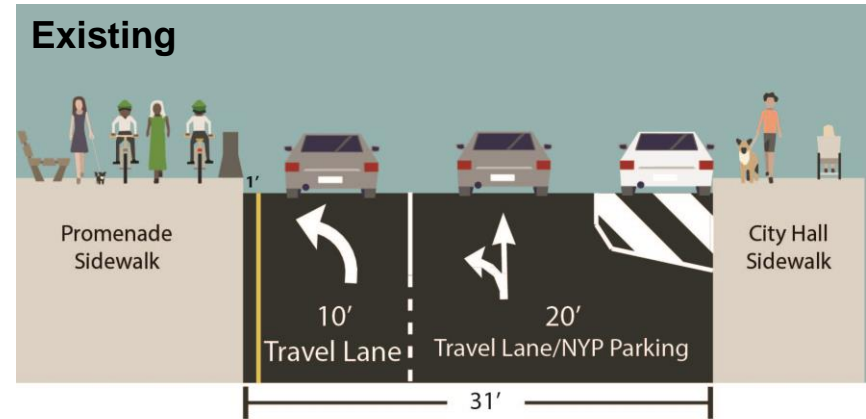 Existing
1'
Promenade
Sidewalk
10'
Travel Lane
20'
Travel Lane/NYP Parking
City Hall
Sidewalk
31'